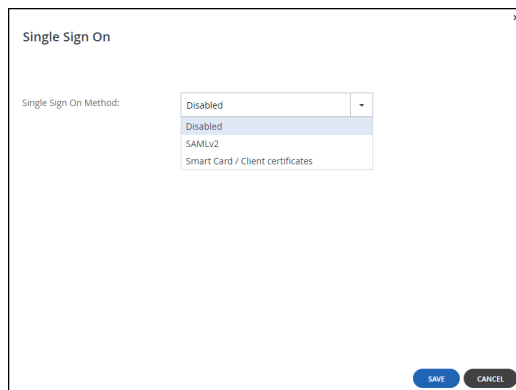 Single Sign On
Single Sign On Method:
Disabled
Disabled
SAMLv2
Smart Card / Client certificates
SAVE
CANCEL